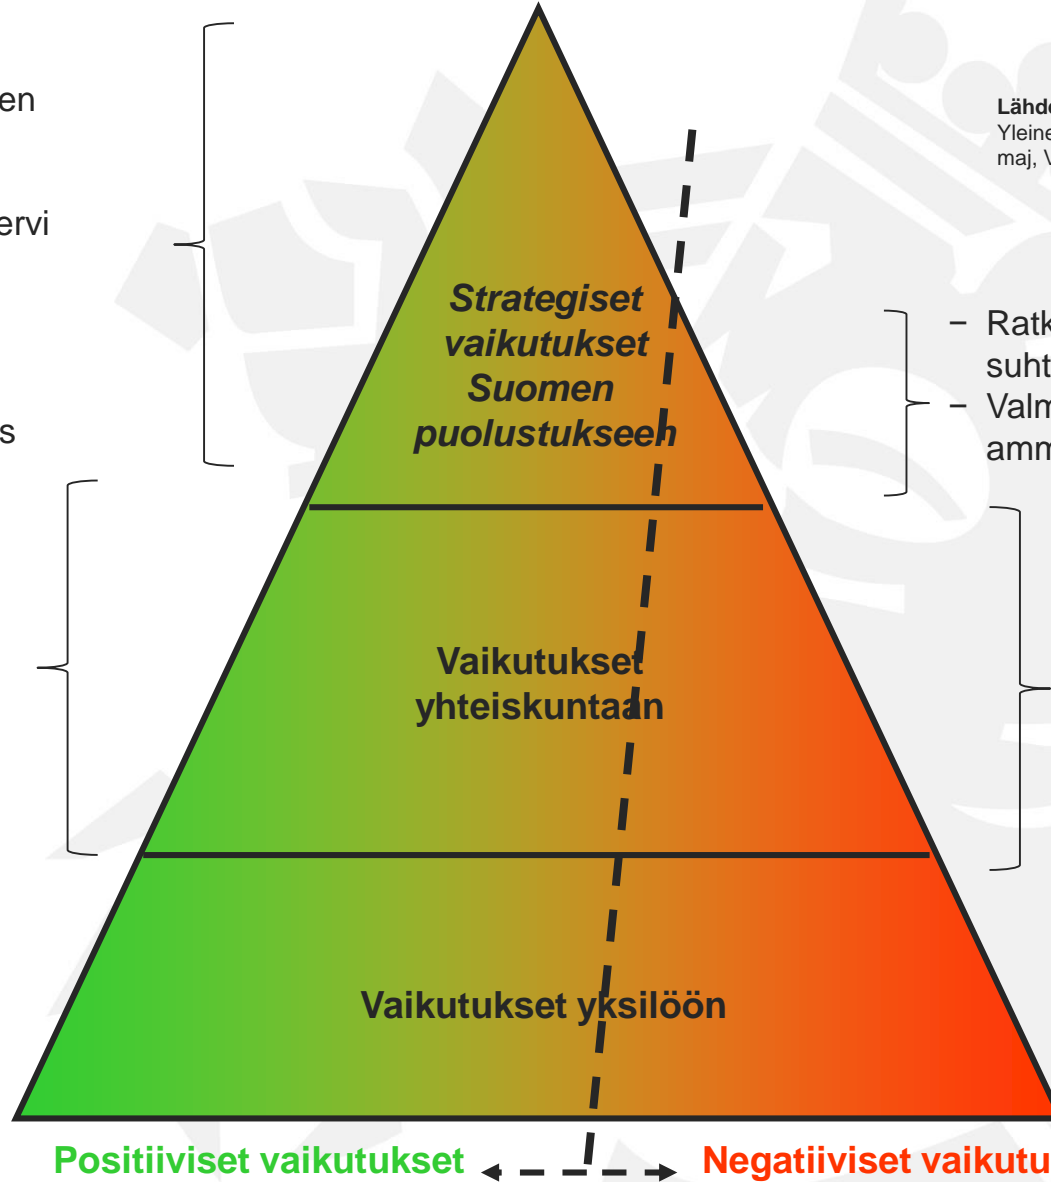 en
ervi
s
Lähde
Yleine
maj, V
Strategiset
vaikutukset
Suomen
puolustukseen
– Ratk
suht
– Valm
amm
Vaikutukset
yhteiskuntaan
Vaikutukset yksilöön
Positiiviset vaikutukset
Negatiiviset vaikutu